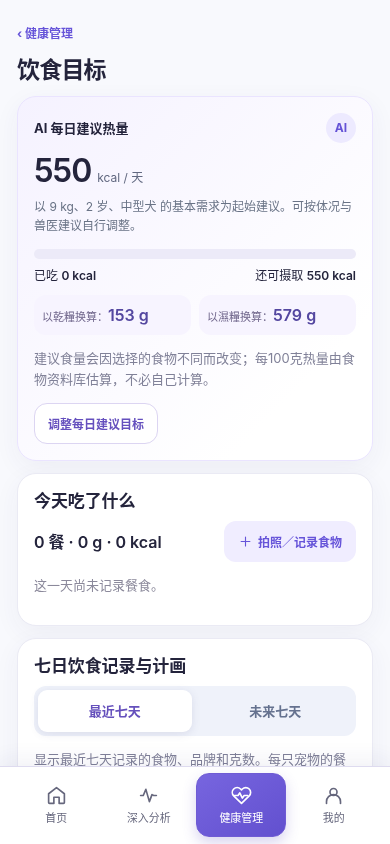 ‹ 健康管理
饮食目标
AI 每日建议热量
AI
550 kcal / 天
以 9 kg、2 岁、中型犬 的基本需求为起始建议。可按体况与
兽医建议自行调整。
已吃 0 kcal
还可摄取 550 kcal
以乾糧换算： 153 g
以濕糧换算： 579 g
建议食量会因选择的食物不同而改变；每100克热量由食
物资料库估算，不必自己计算。
调整每日建议目标
今天吃了什么
0 餐 · 0 g · 0 kcal
＋ 拍照／记录食物
这一天尚未记录餐食。
七日饮食记录与计画
最近七天
未来七天
显示最近七天记录的食物、品牌和克数。每只宠物的餐
首页
深入分析
健康管理
我的